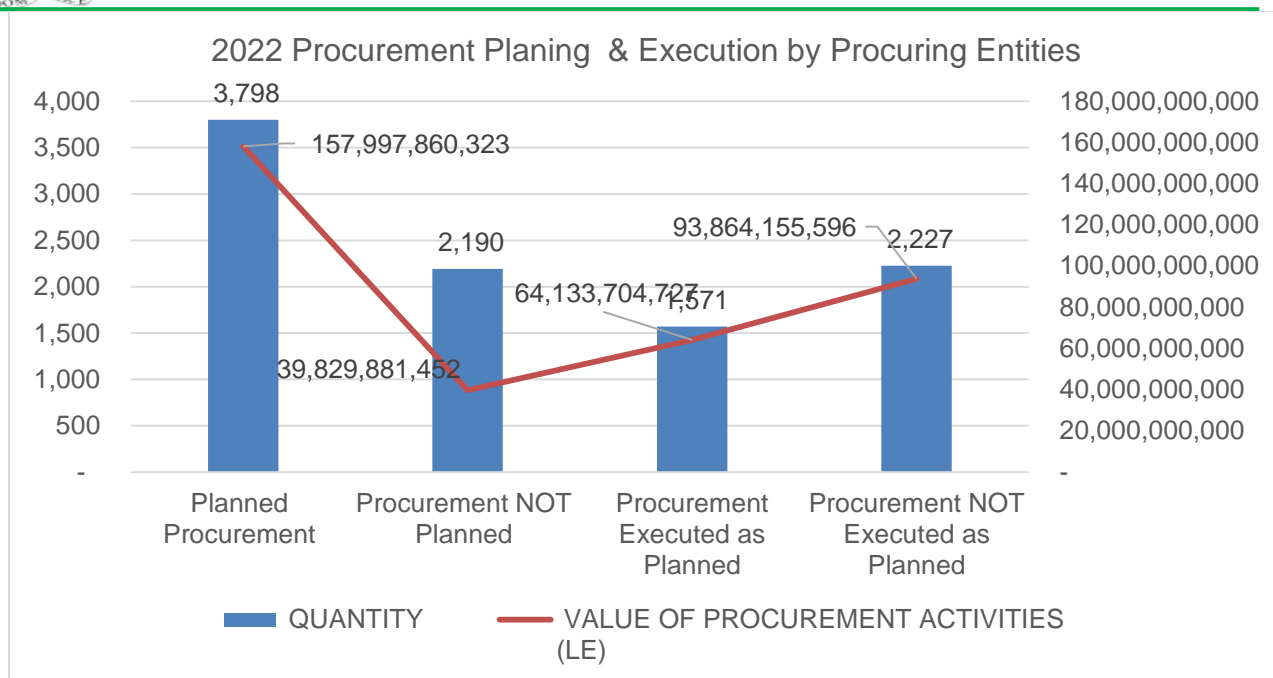 2022 Procurement Planing & Execution by Procuring Entities
4,000
3,500
3,000
2,500
2,000
1,500
1,000
500
-
180,000,000,000
160,000,000,000
140,000,000,000
120,000,000,000
100,000,000,000
80,000,000,000
60,000,000,000
40,000,000,000
20,000,000,000
-
3,798
157,997,860,323
2,190
39,829,881,452
64,133,704,727
1,571
93,864,155,596
2,227
Planned
Procurement
Procurement NOT
Planned
Procurement
Executed as
Planned
Procurement NOT
Executed as
Planned
QUANTITY
VALUE OF PROCUREMENT ACTIVITIES
(LE)